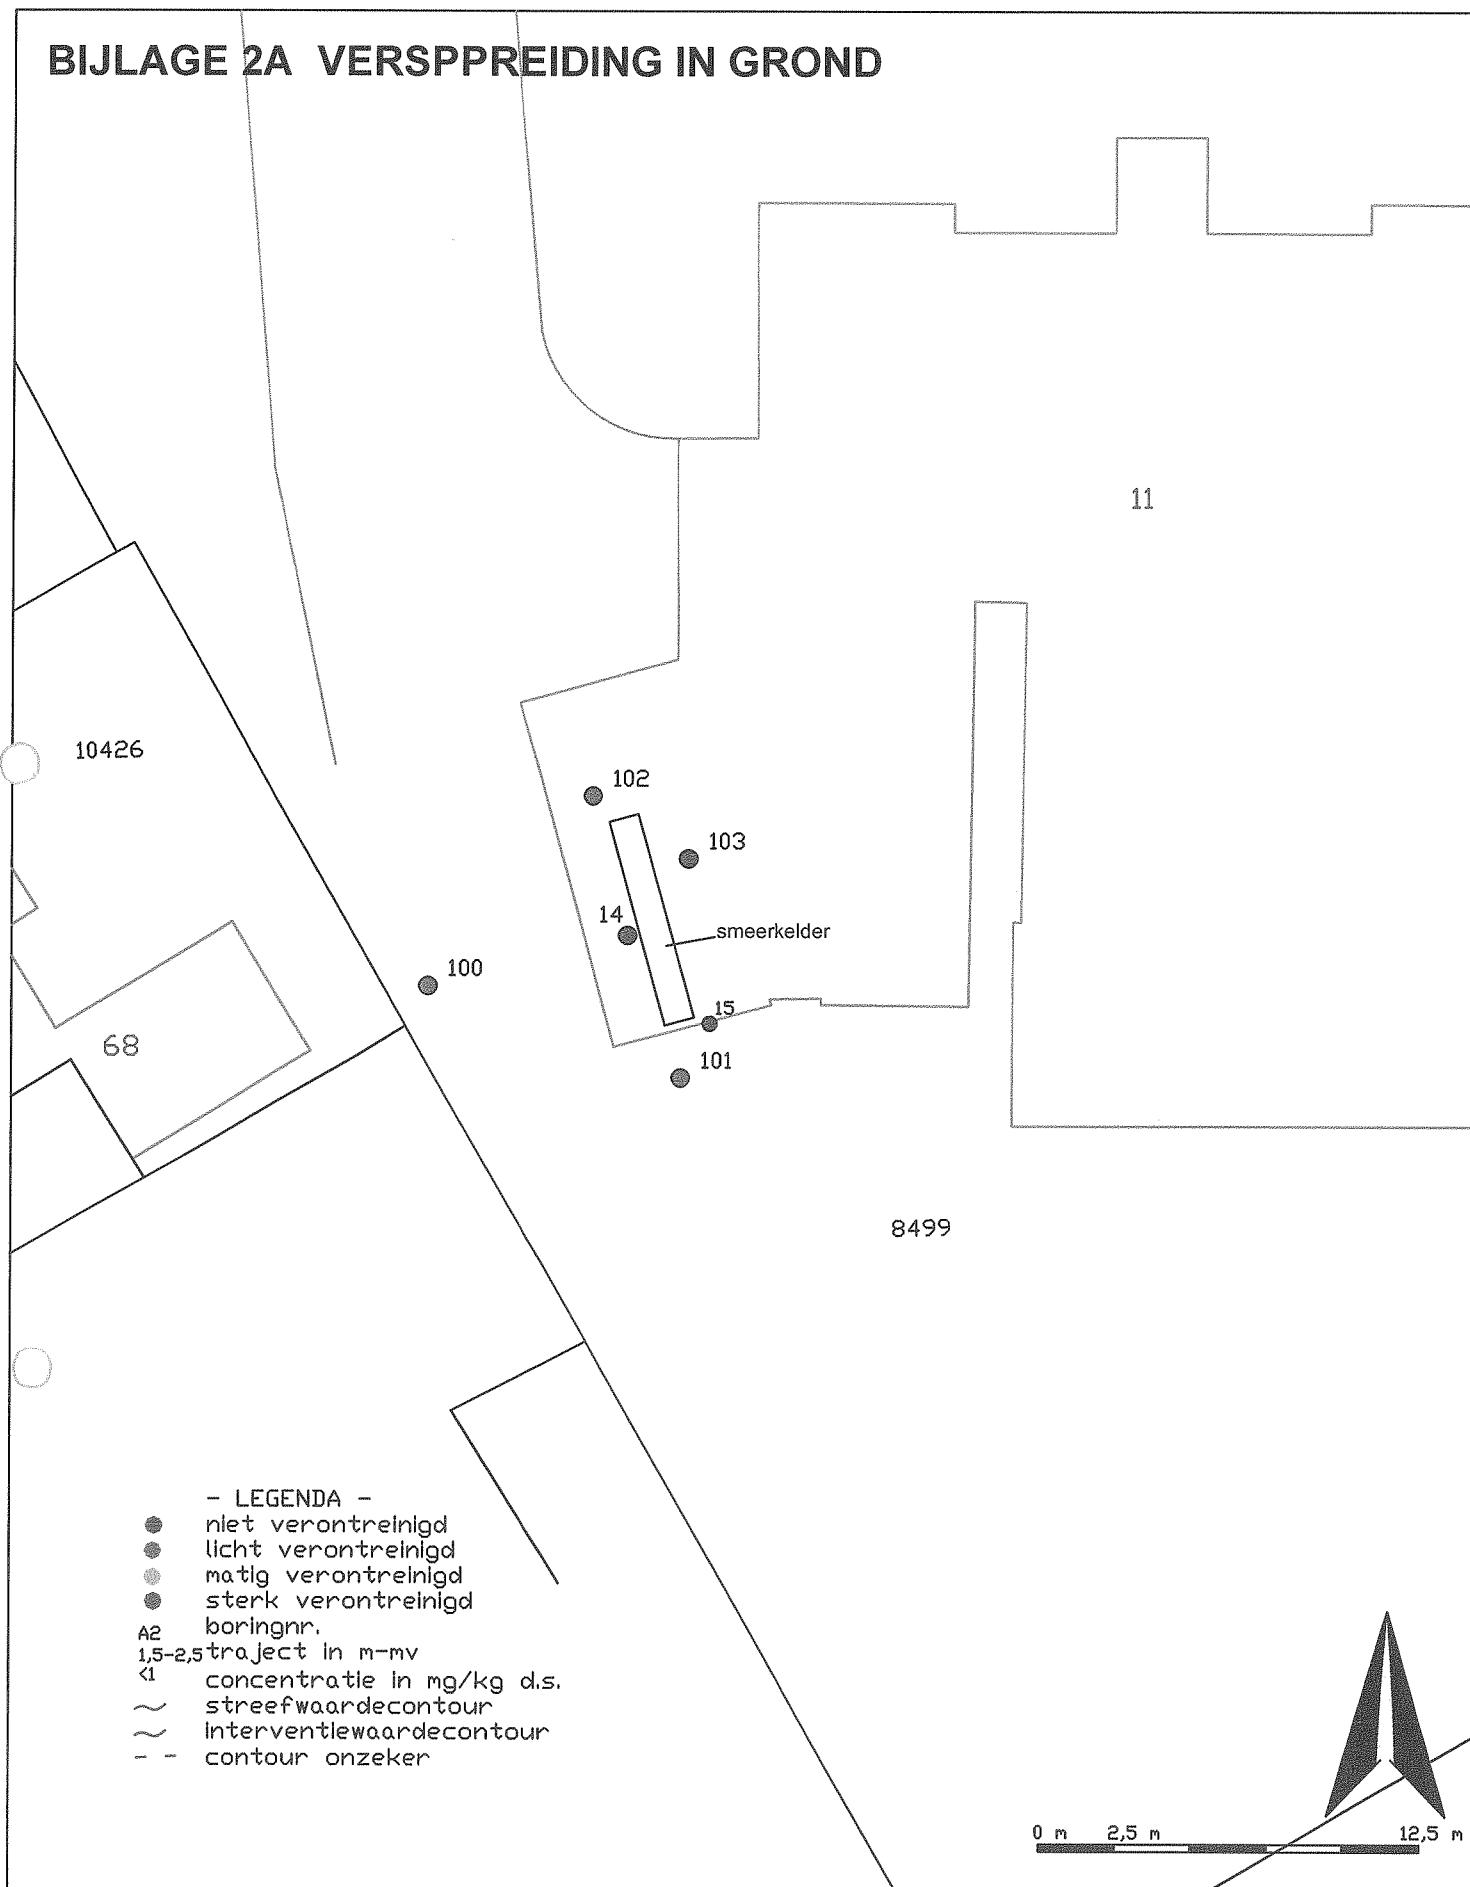 BIJLAGE 2A VERSPPREIDING IN GROND
11
10426
102
103
14
smeerkelder
100
15
68
101
8499
- LEGENDA -
niet verontreinigd
licht verontreinigd
matig verontreinigd
sterk verontreinigd
A2 boringnr.
1,5-2,5 traject in m-mv
<1 concentratie in mg/kg d.s.
streefwaardecontour
interventiewaardecontour
contour onzeker
0 m 2,5 m 12,5 m